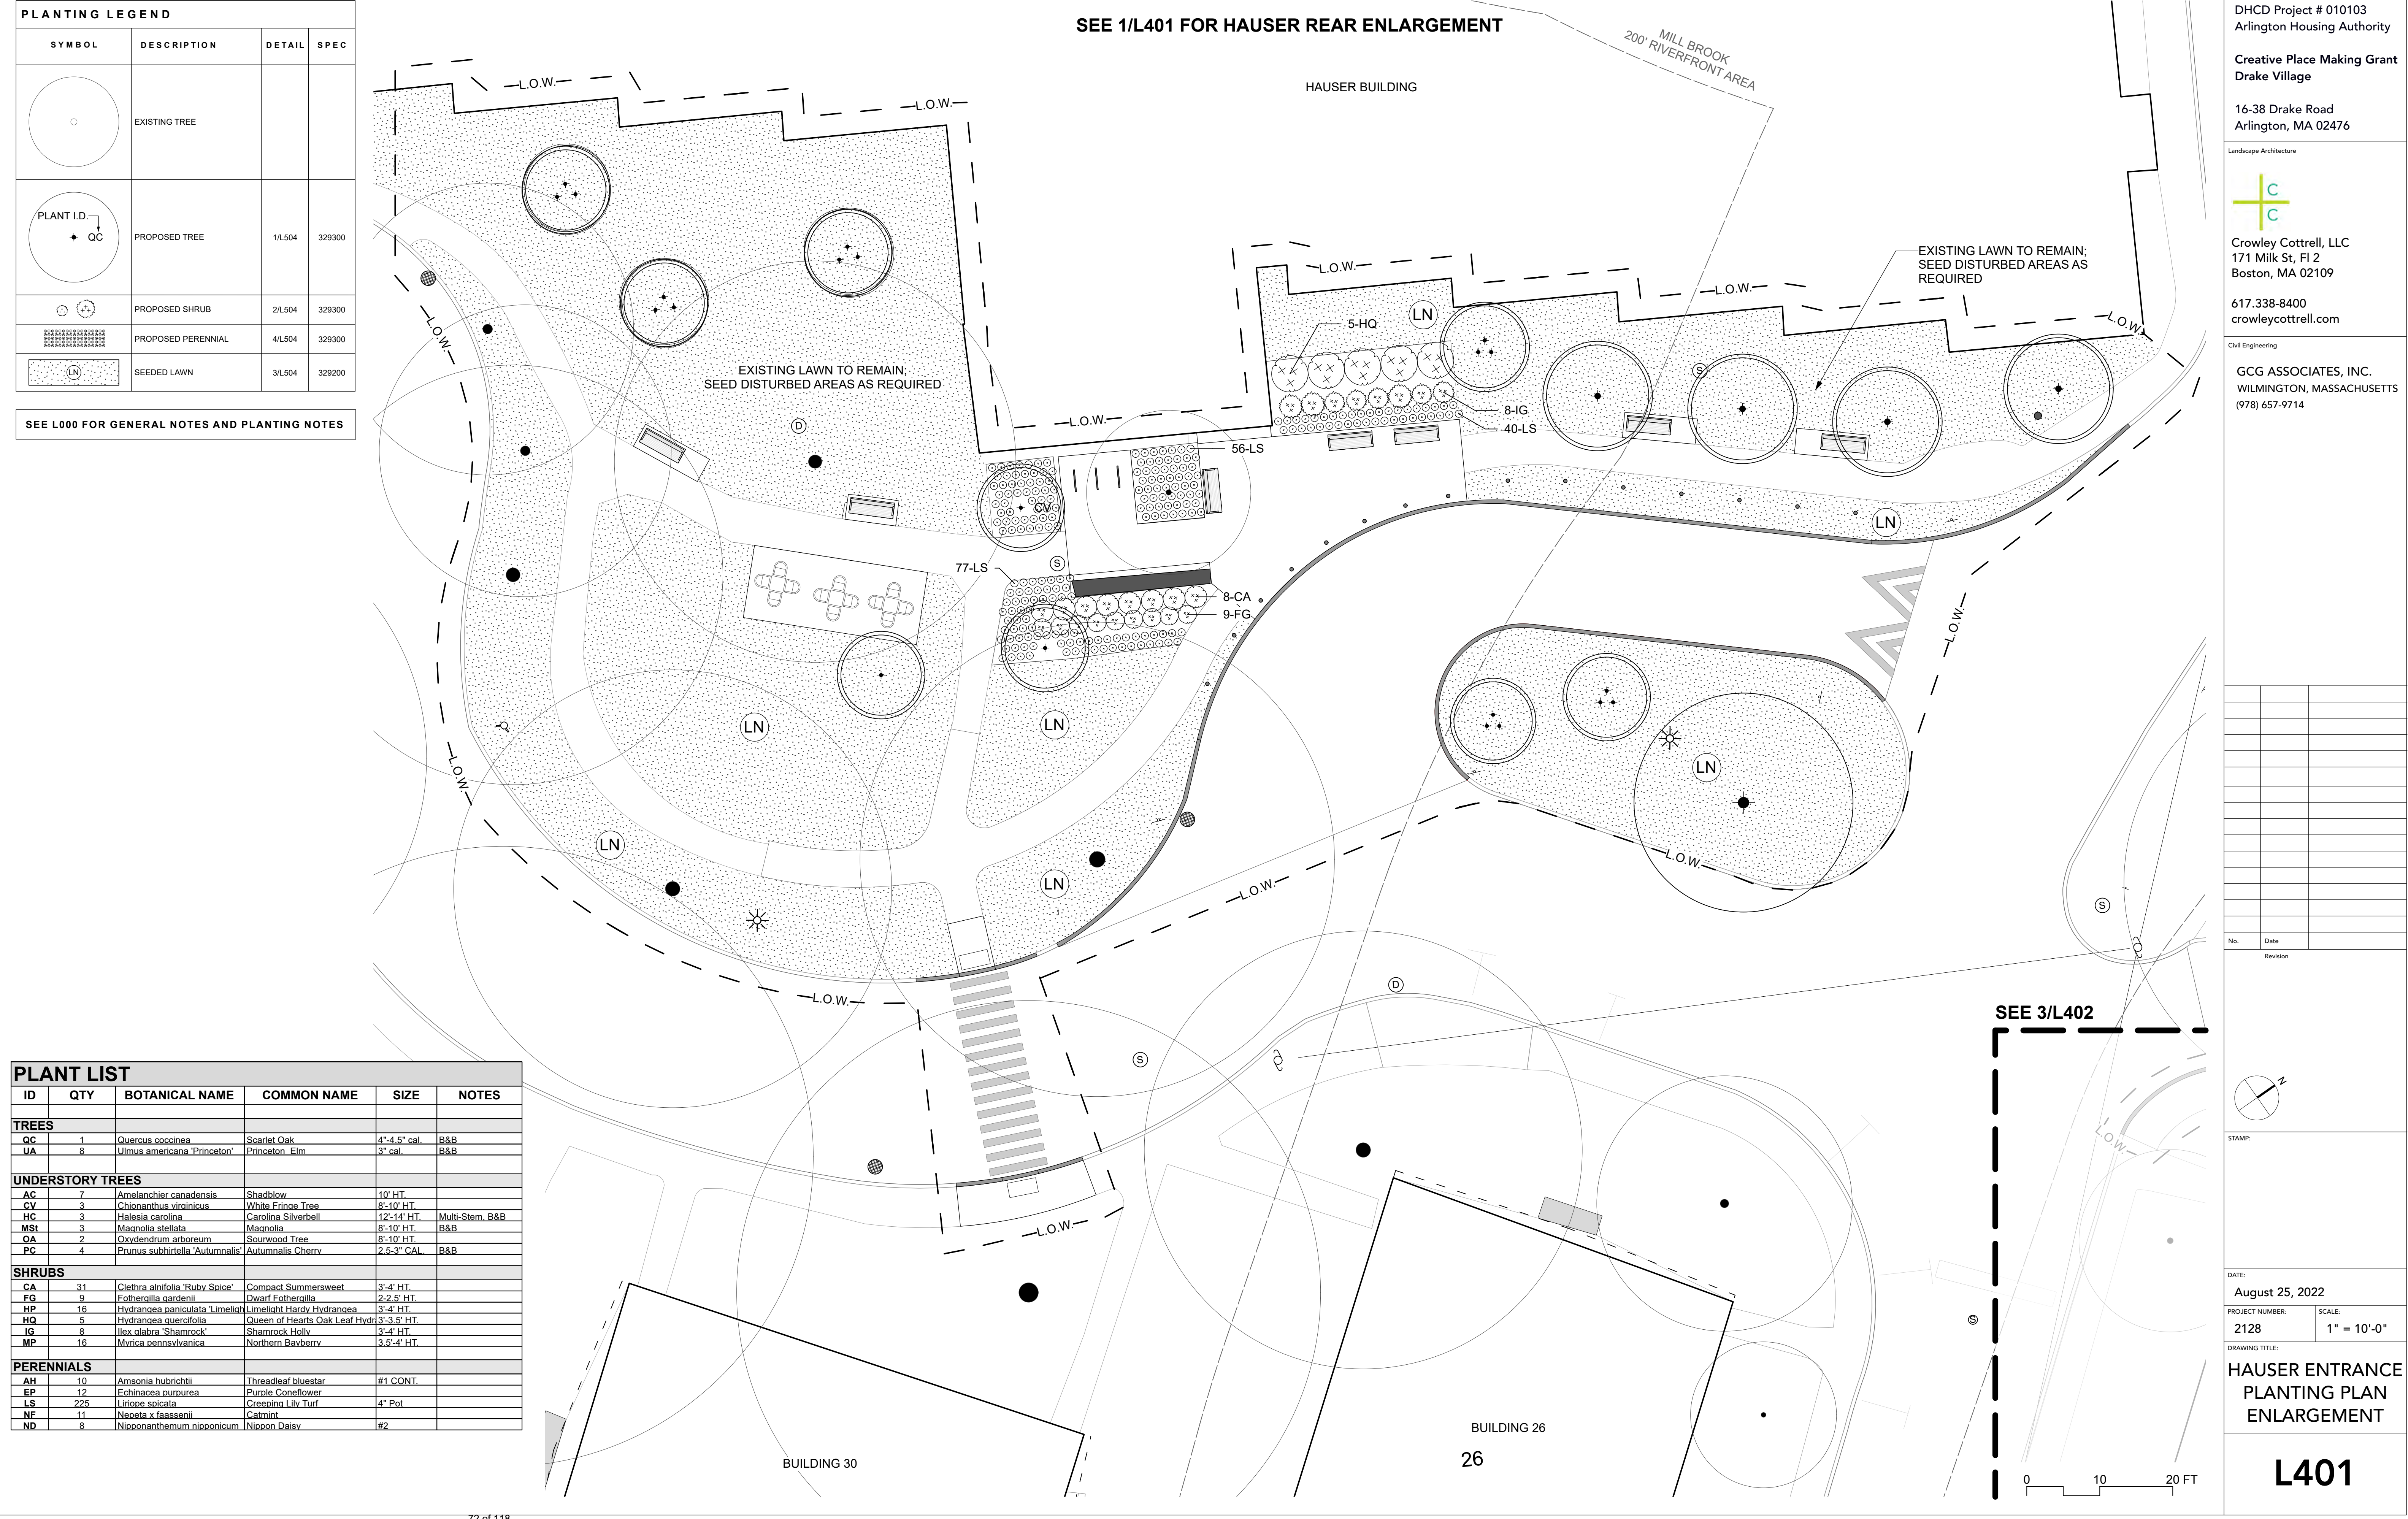 PLANTING LEGEND
SYMBOL DESCRIPTION DETAIL SPEC
EXISTING TREE
PLANT I.D.
QC PROPOSED TREE 1/L504 329300
PROPOSED SHRUB 2/L504 329300
PROPOSED PERENNIAL 4/L504 329300
LN SEEDED LAWN 3/L504 329200
SEE L000 FOR GENERAL NOTES AND PLANTING NOTES
SEE 1/L401 FOR HAUSER REAR ENLARGEMENT
HAUSER BUILDING
MILL BROOK
200' RIVERFRONT AREA
L.O.W.
L.O.W.
L.O.W.
L.O.W.
L.O.W.
L.O.W.
L.O.W.
EXISTING LAWN TO REMAIN;
SEED DISTURBED AREAS AS
REQUIRED
5-HQ
LN
S
8-IG
40-LS
56-LS
EXISTING LAWN TO REMAIN;
SEED DISTURBED AREAS AS REQUIRED
D
CV
LN
S
77-LS
8-CA
9-FG
L.O.W.
LN
LN
LN
L.O.W.
LN
LN
L.O.W.
L.O.W.
L.O.W.
S
D
S
SEE 3/L402
L.O.W.
L.O.W.
S
BUILDING 30
BUILDING 26
26
0 10 20 FT
PLANT LIST
ID QTY BOTANICAL NAME COMMON NAME SIZE NOTES
TREES
QC 1 Quercus coccinea Scarlet Oak 4"-4.5" cal. B&B
UA 8 Ulmus americana 'Princeton' Princeton Elm 3" cal. B&B
UNDERSTORY TREES
AC 7 Amelanchier canadensis Shadblow 10' HT.
CV 3 Chionanthus virginicus White Fringe Tree 8'-10' HT.
HC 3 Halesia carolina Carolina Silverbell 12'-14' HT. Multi-Stem, B&B
MSt 3 Magnolia stellata Magnolia 8'-10' HT. B&B
OA 2 Oxydendrum arboreum Sourwood Tree 8'-10' HT.
PC 4 Prunus subhirtella 'Autumnalis' Autumnalis Cherry 2.5-3" CAL. B&B
SHRUBS
CA 31 Clethra alnifolia 'Ruby Spice' Compact Summersweet 3'-4' HT.
FG 9 Fothergilla gardenii Dwarf Fothergilla 2-2.5' HT.
HP 16 Hydrangea paniculata 'Limeligh Limelight Hardy Hydrangea 3'-4' HT.
HQ 5 Hydrangea quercifolia Queen of Hearts Oak Leaf Hydr 3'-3.5' HT.
IG 8 Ilex glabra 'Shamrock' Shamrock Holly 3'-4' HT.
MP 16 Myrica pennsylvanica Northern Bayberry 3.5'-4' HT.
PERENNIALS
AH 10 Amsonia hubrichtii Threadleaf bluestar #1 CONT.
EP 12 Echinacea purpurea Purple Coneflower
LS 225 Liriope spicata Creeping Lily Turf 4" Pot
NF 11 Nepeta x faassenii Catmint
ND 8 Nipponanthemum nipponicum Nippon Daisy #2
72 of 118
DHCD Project # 010103
Arlington Housing Authority
Creative Place Making Grant
Drake Village
16-38 Drake Road
Arlington, MA 02476
Landscape Architecture
C
C
Crowley Cottrell, LLC
171 Milk St, Fl 2
Boston, MA 02109
617.338-8400
crowleycottrell.com
Civil Engineering
GCG ASSOCIATES, INC.
WILMINGTON, MASSACHUSETTS
(978) 657-9714
No. Date
Revision
N
STAMP:
DATE:
August 25, 2022
PROJECT NUMBER: SCALE:
2128 1" = 10'-0"
DRAWING TITLE:
HAUSER ENTRANCE
PLANTING PLAN
ENLARGEMENT
L401